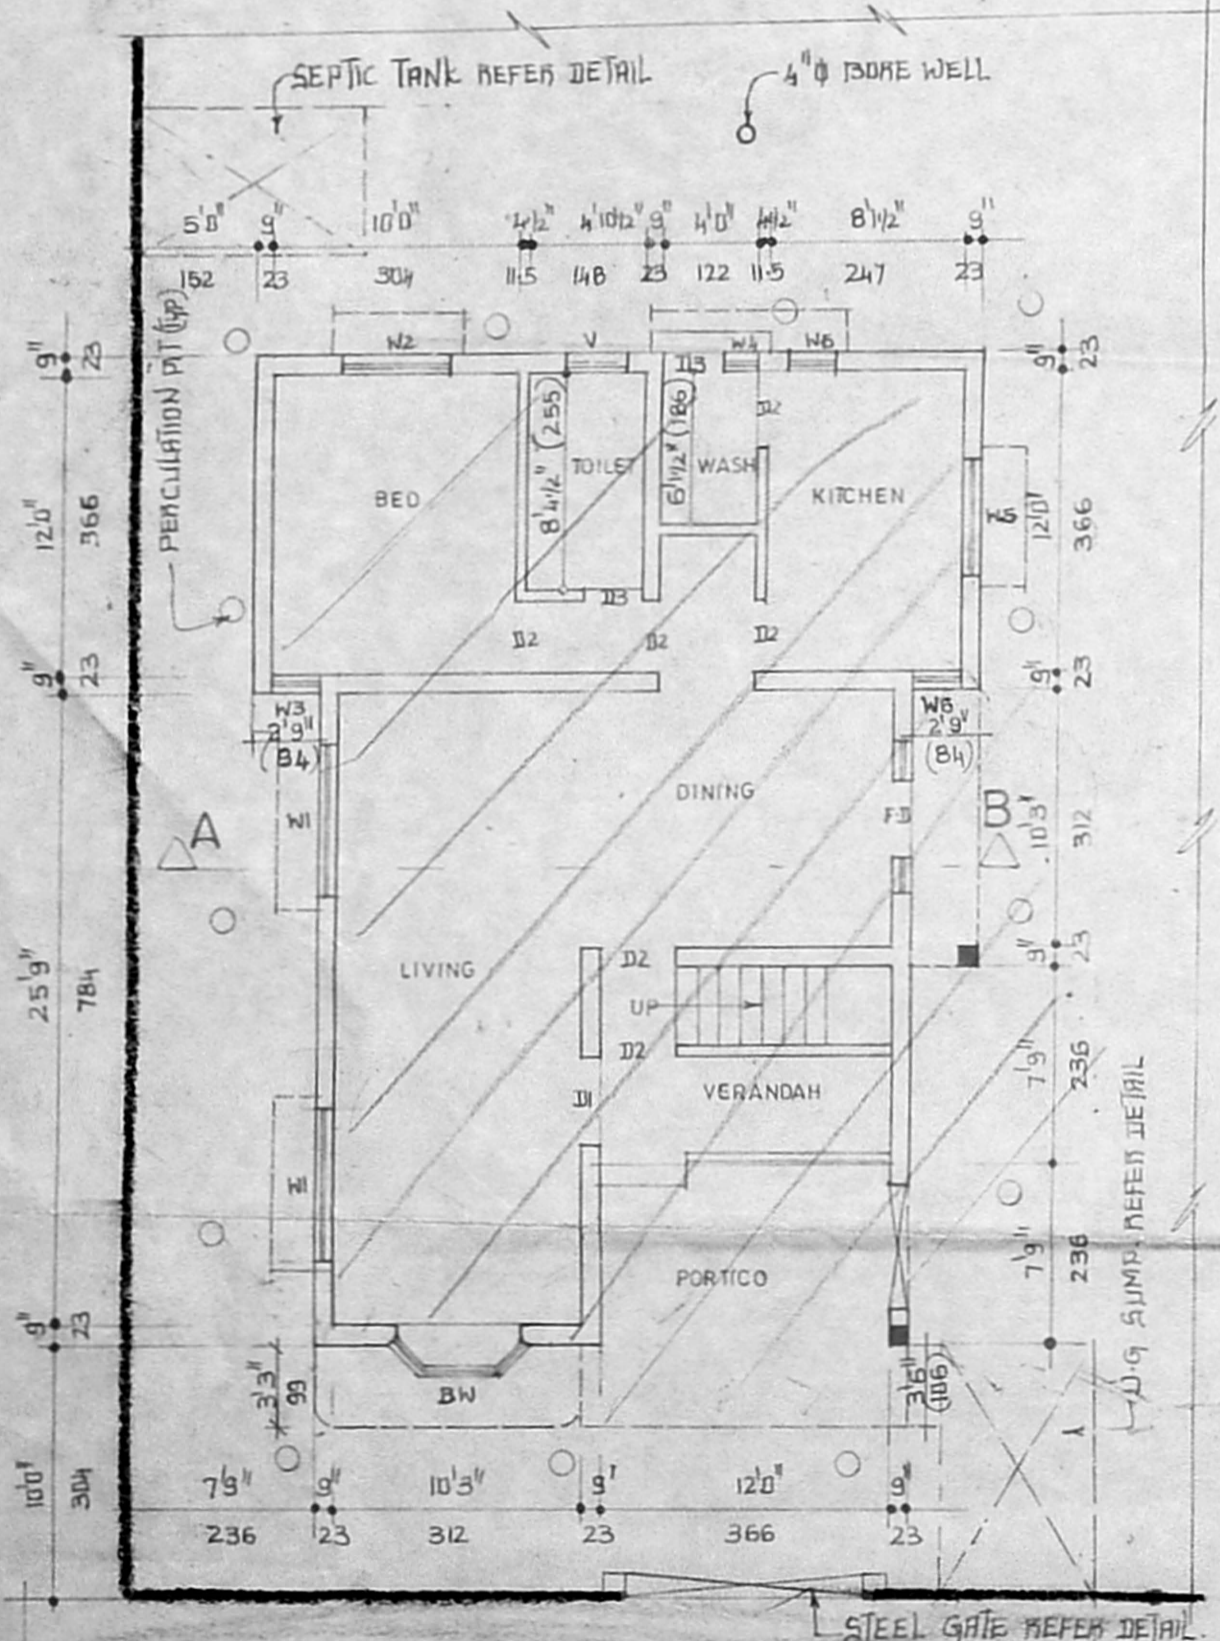 SEPTIC TANK REFER DETAIL
4"Φ BORE WELL
5'0" 9" 10'0" 4½" 4'10½" 9" 4'0" 4½" 8'1½" 9"
152 23 304 11·5 148 23 122 11·5 247 23
PERCULATION PIT (TYP)
W2 V D3 W4 W6
9" 23
9" 23
D2
8'4½" (255)
TOILET
6'1½" (186)
WASH
BED
KITCHEN
12'0" 366
12'0" 366
D3
D2 D2 D2
9" 23
9" 23
W3
2'9"
(84)
W6
2'9"
(84)
DINING
A
W1
F·D
B
10'3" 312
25'9" 784
LIVING
D2
9" 23
UP
D2
7'9" 236
D1
VERANDAH
U·G SUMP. REFER DETAIL
PORTICO
7'9" 236
9" 23
3'3" 99
BW
3'6" (106)
10'0" 304
7'9" 9" 10'3" 9" 12'0" 9"
236 23 312 23 366 23
STEEL GATE REFER DETAIL.